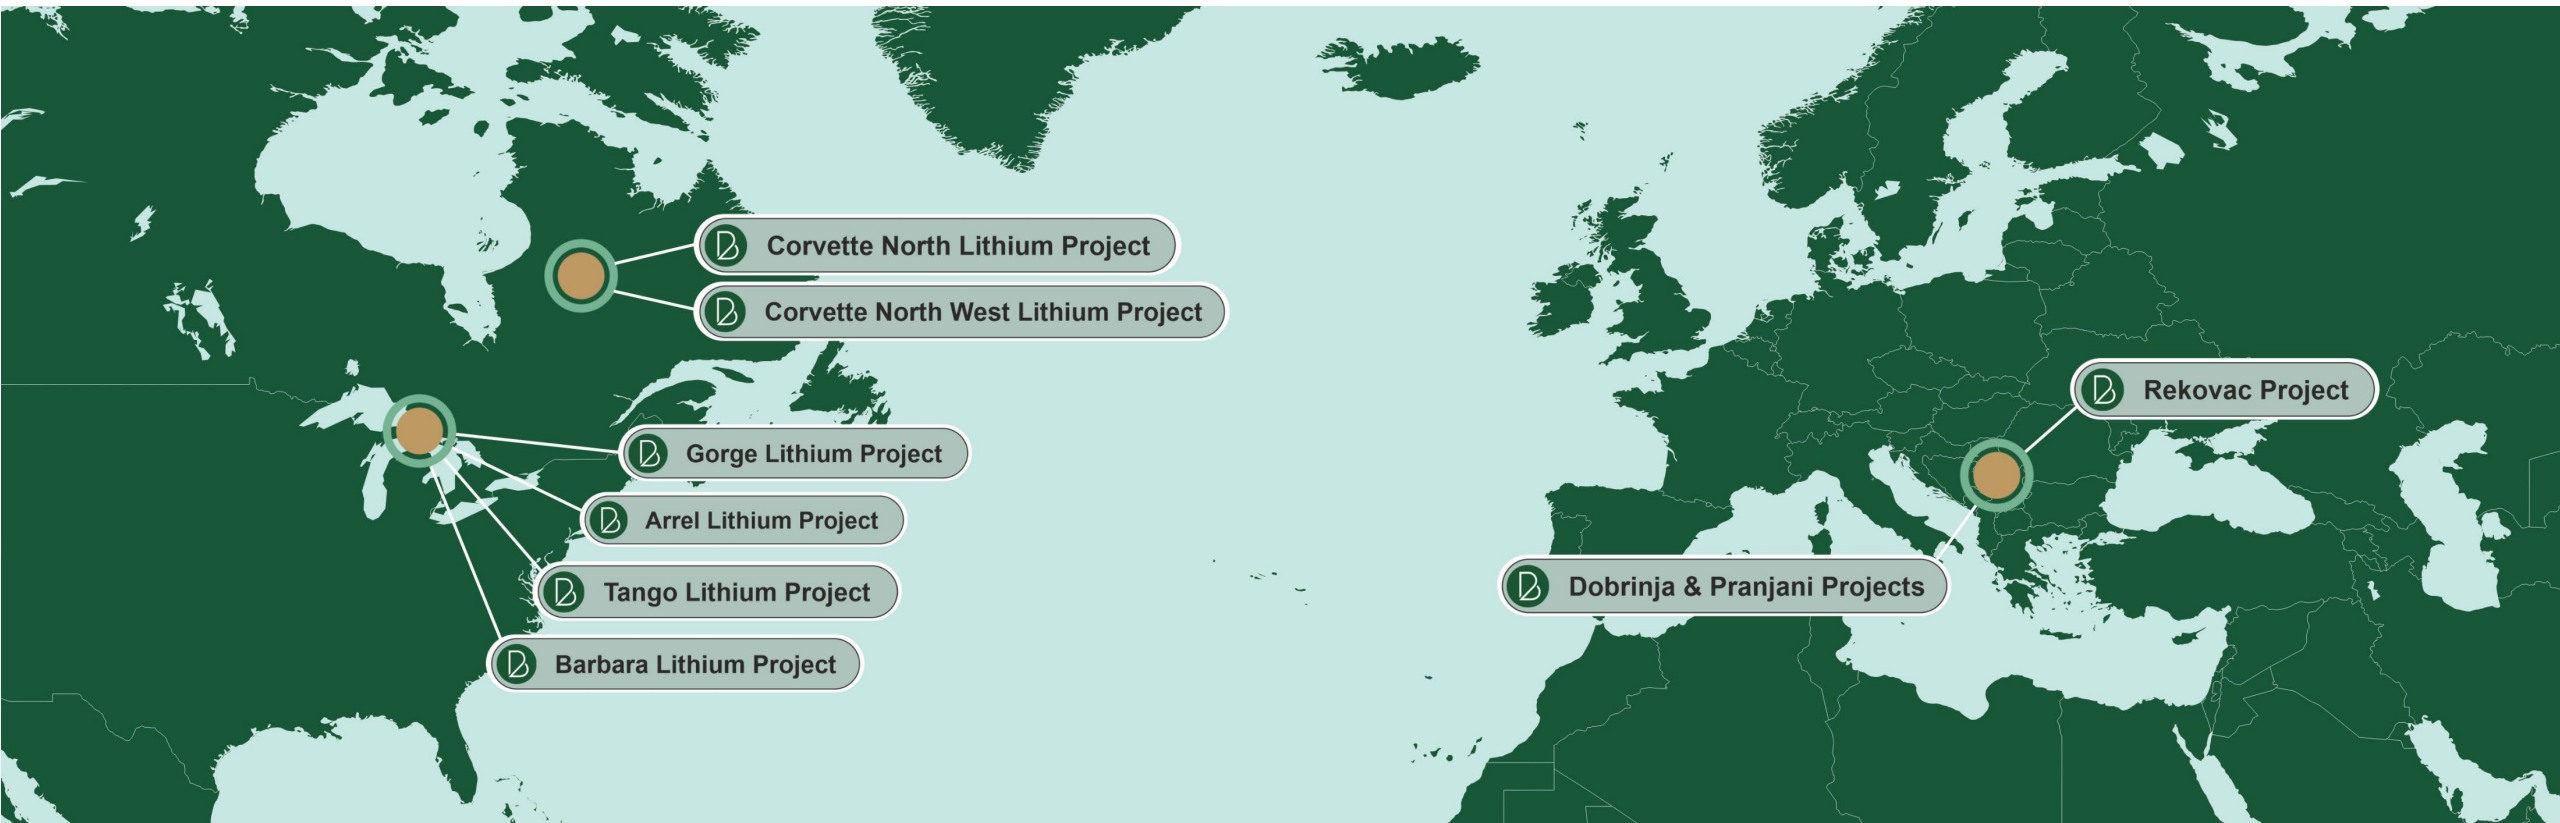 Corvette North Lithium Project
Corvette North West Lithium Project
Rekovac Project
Gorge Lithium Project
Arrel Lithium Project
Dobrinja & Pranjani Projects
Tango Lithium Project
Barbara Lithium Project